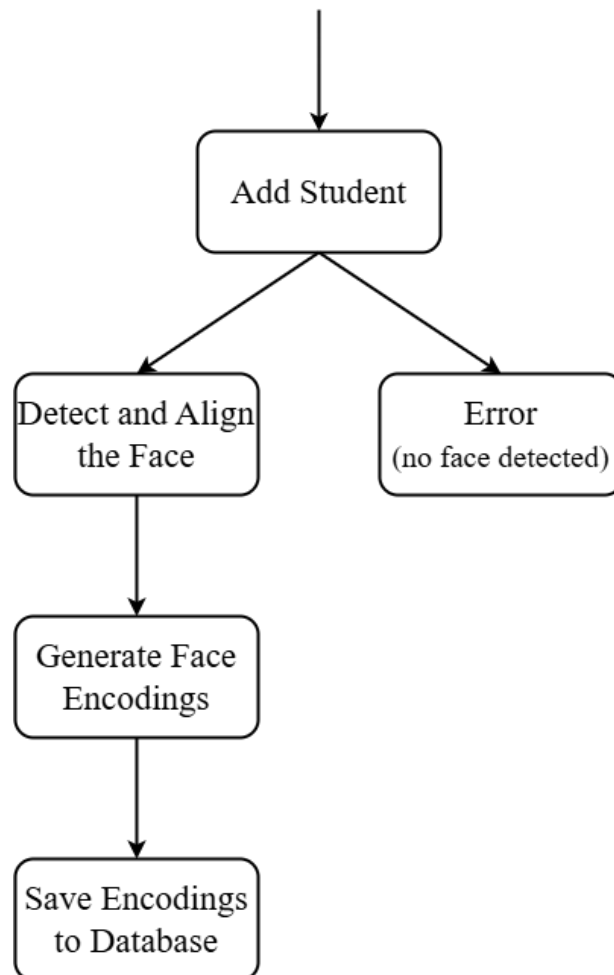 Add Student
Detect and Align
the Face
Error
(no face detected)
Generate Face
Encodings
Save Encodings
to Database